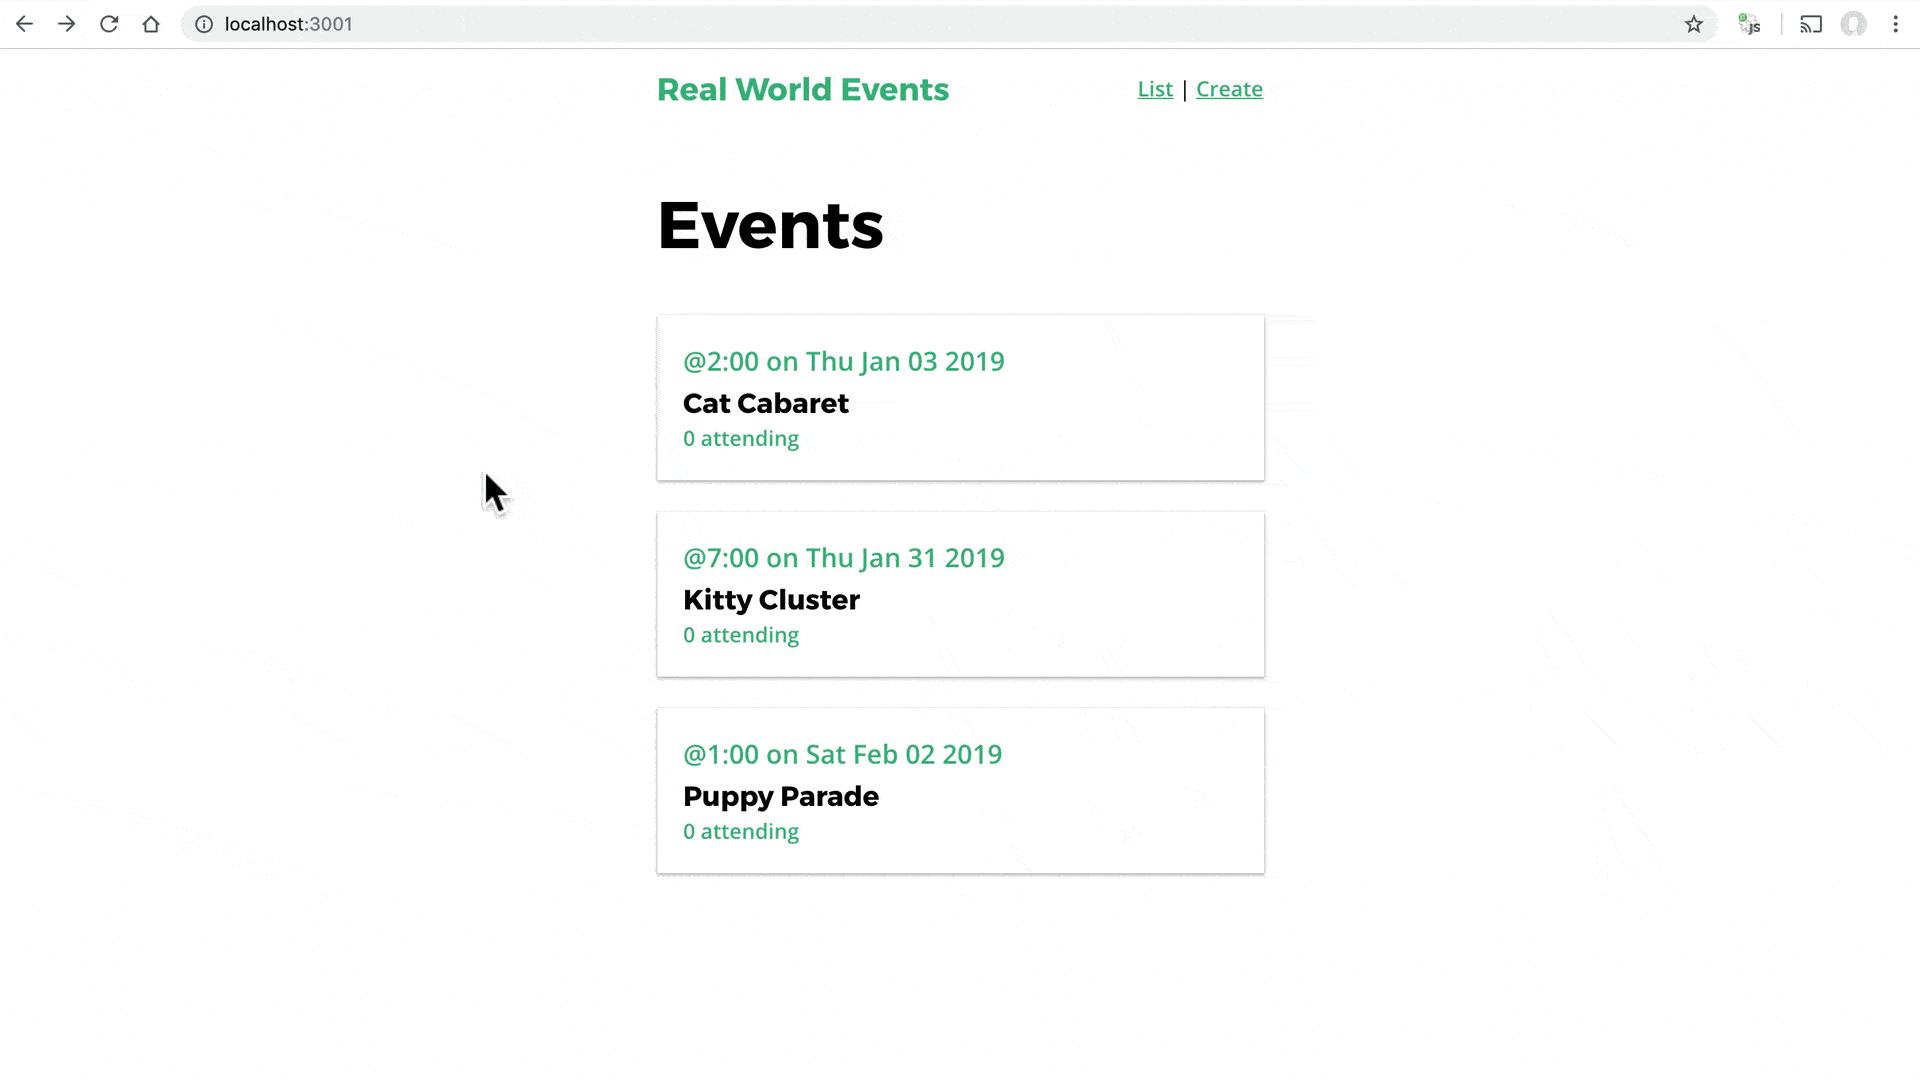 localhost:3001
JS
Real World Events
List | Create
Events
@2:00 on Thu Jan 03 2019
Cat Cabaret
0 attending
@7:00 on Thu Jan 31 2019
Kitty Cluster
0 attending
@1:00 on Sat Feb 02 2019
Puppy Parade
0 attending